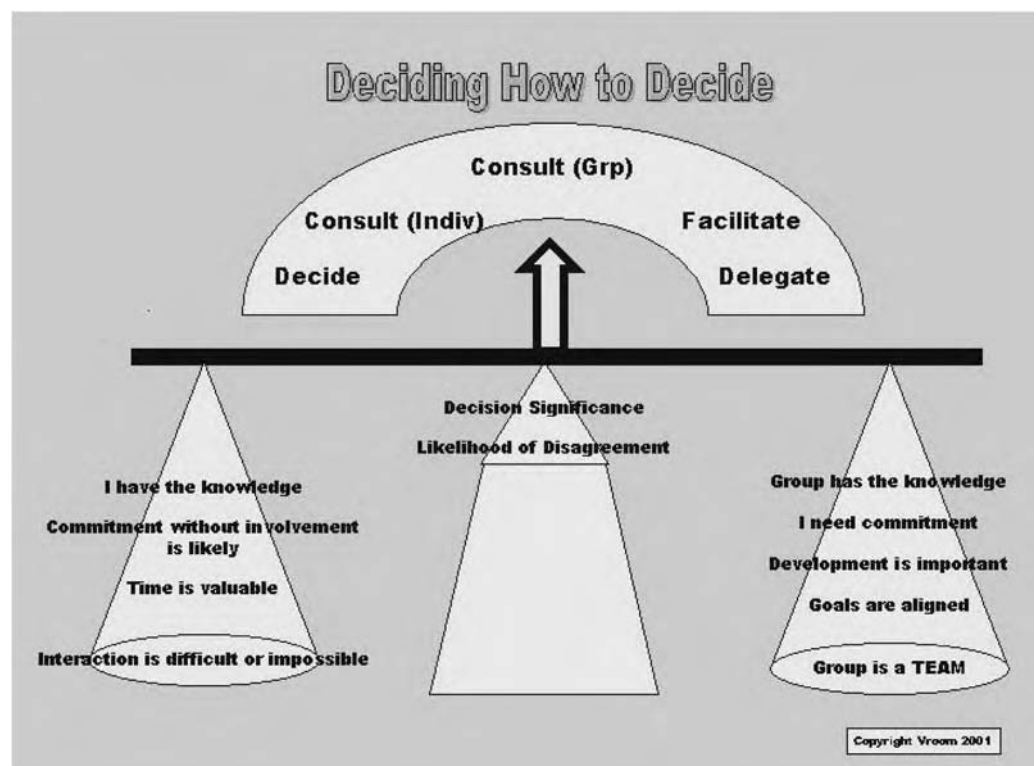 Deciding How to Decide
Consult (Grp)
Consult (Indiv)
Facilitate
Decide
Delegate
Decision Significance
Likelihood of Disagreement
I have the knowledge
Commitment without involvement
is likely
Time is valuable
Interaction is difficult or impossible
Group has the knowledge
I need commitment
Development is important
Goals are aligned
Group is a TEAM
Copyright Vroom 2001